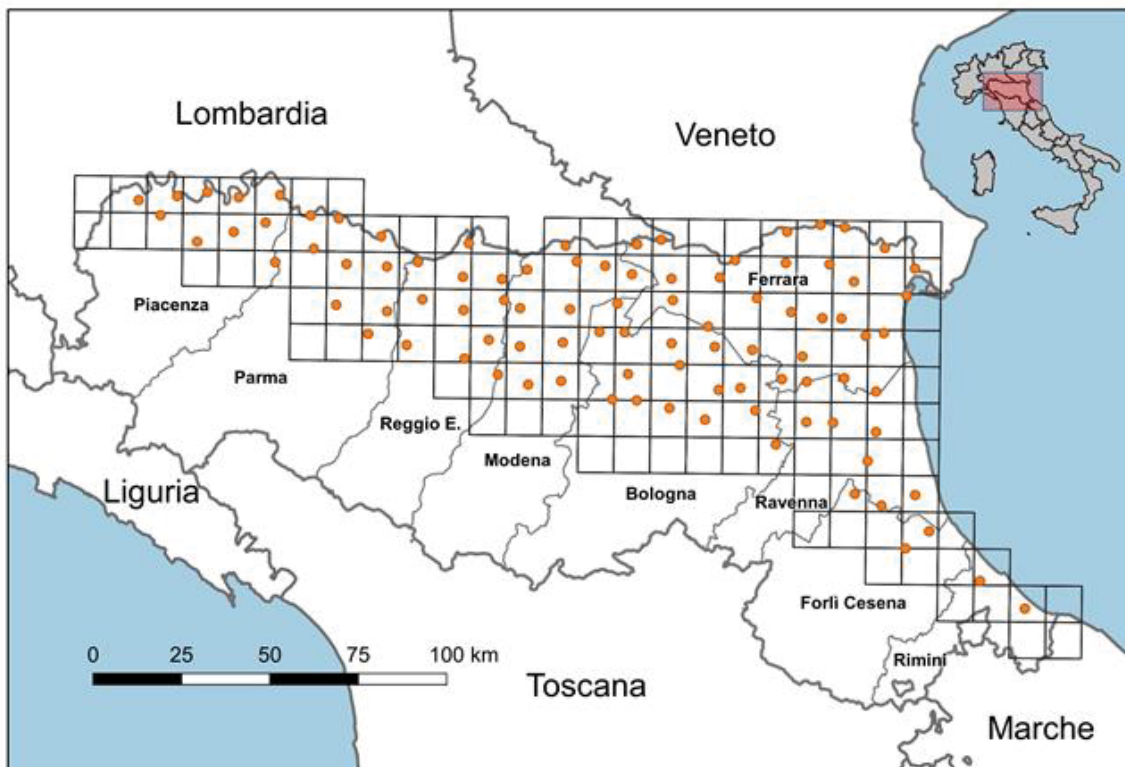 Lombardia
Veneto
Ferrara
Piacenza
Parma
Reggio E.
Modena
Liguria
Bologna
Ravenna
Forlì Cesena
0 25 50 75 100 km
Rimini
Toscana
Marche